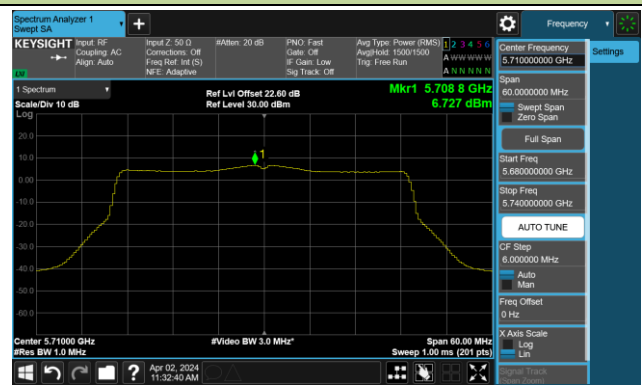 Spectrum Analyzer 1
Swept SA
+
Frequency
KEYSIGHT
Input: RF
Coupling: AC
Align: Auto
Input Z: 50 Ω
Corrections: Off
Freq Ref: Int (S)
NFE: Adaptive
#Atten: 20 dB
PNO: Fast
Gate: Off
IF Gain: Low
Sig Track: Off
Avg Type: Power (RMS)
Avg|Hold: 1500/1500
Trig: Free Run
1 2 3 4 5 6
A W W W W W
A N N N N N
1 Spectrum
Scale/Div 10 dB
Log
Ref Lvl Offset 22.60 dB
Ref Level 30.00 dBm
Mkr1 5.708 8 GHz
6.727 dBm
1
20.0
10.0
0.00
-10.0
-20.0
-30.0
-40.0
-50.0
-60.0
Center 5.71000 GHz
#Res BW 1.0 MHz
#Video BW 3.0 MHz*
Span 60.00 MHz
Sweep 1.00 ms (201 pts)
Apr 02, 2024
11:32:40 AM
?
Center Frequency
5.710000000 GHz
Settings
Span
60.0000000 MHz
Swept Span
Zero Span
Full Span
Start Freq
5.680000000 GHz
Stop Freq
5.740000000 GHz
AUTO TUNE
CF Step
6.000000 MHz
Auto
Man
Freq Offset
0 Hz
X Axis Scale
Log
Lin
Signal Track
(Span Zoom)